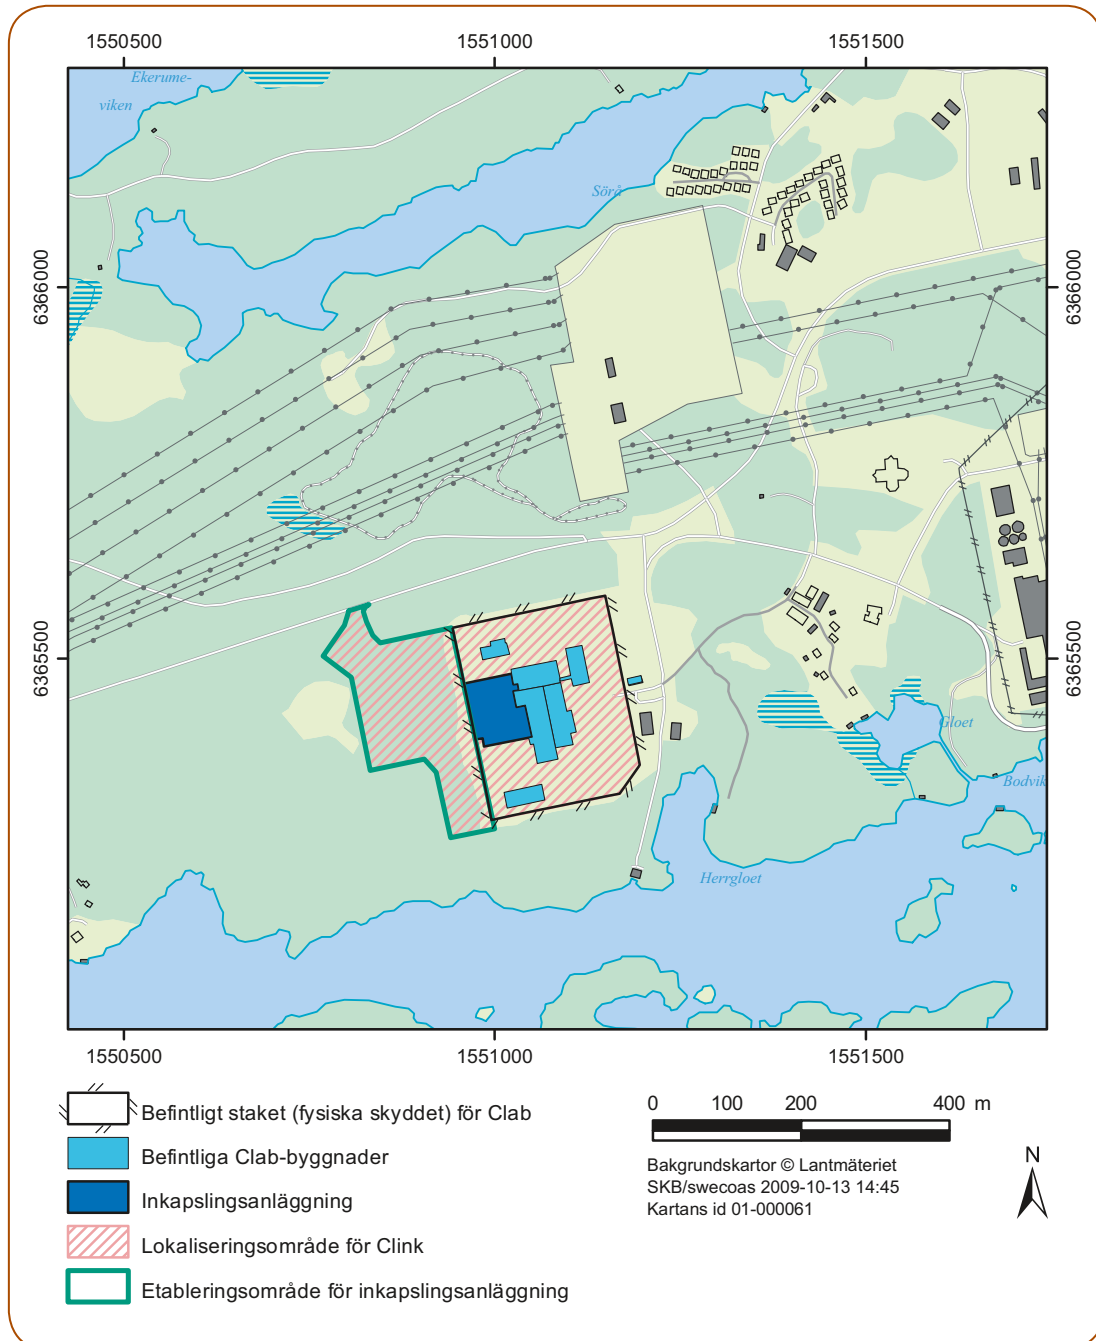 1550500 1551000 1551500
Ekerume-
viken
Sörå
6366000 6366000
6365500 6365500
Gloet
Bodvik
Herrgloet
1550500 1551000 1551500
Befintligt staket (fysiska skyddet) för Clab
Befintliga Clab-byggnader
Inkapslingsanläggning
Lokaliseringsområde för Clink
Etableringsområde för inkapslingsanläggning
0 100 200 400 m
Bakgrundskartor © Lantmäteriet
SKB/swecoas 2009-10-13 14:45
Kartans id 01-000061
N